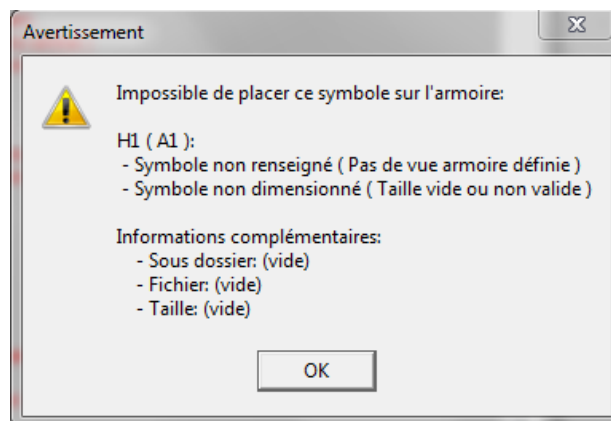 Avertissement
Impossible de placer ce symbole sur l'armoire:
H1 ( A1 ):
- Symbole non renseigné ( Pas de vue armoire définie )
- Symbole non dimensionné ( Taille vide ou non valide )
Informations complémentaires:
- Sous dossier: (vide)
- Fichier: (vide)
- Taille: (vide)
OK